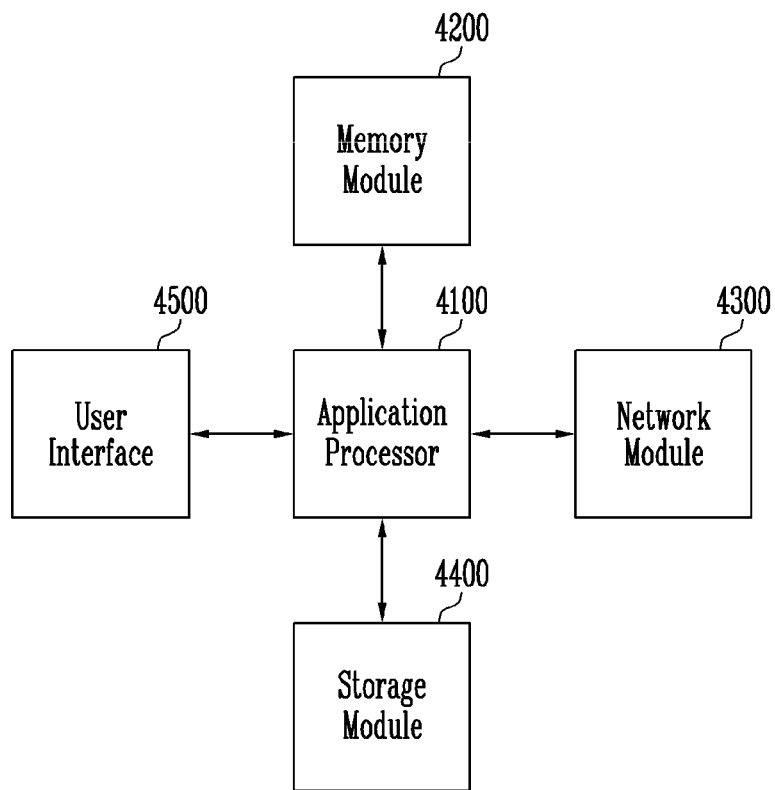 4200
Memory
Module
4500
4100
4300
User
Interface
Application
Processor
Network
Module
4400
Storage
Module